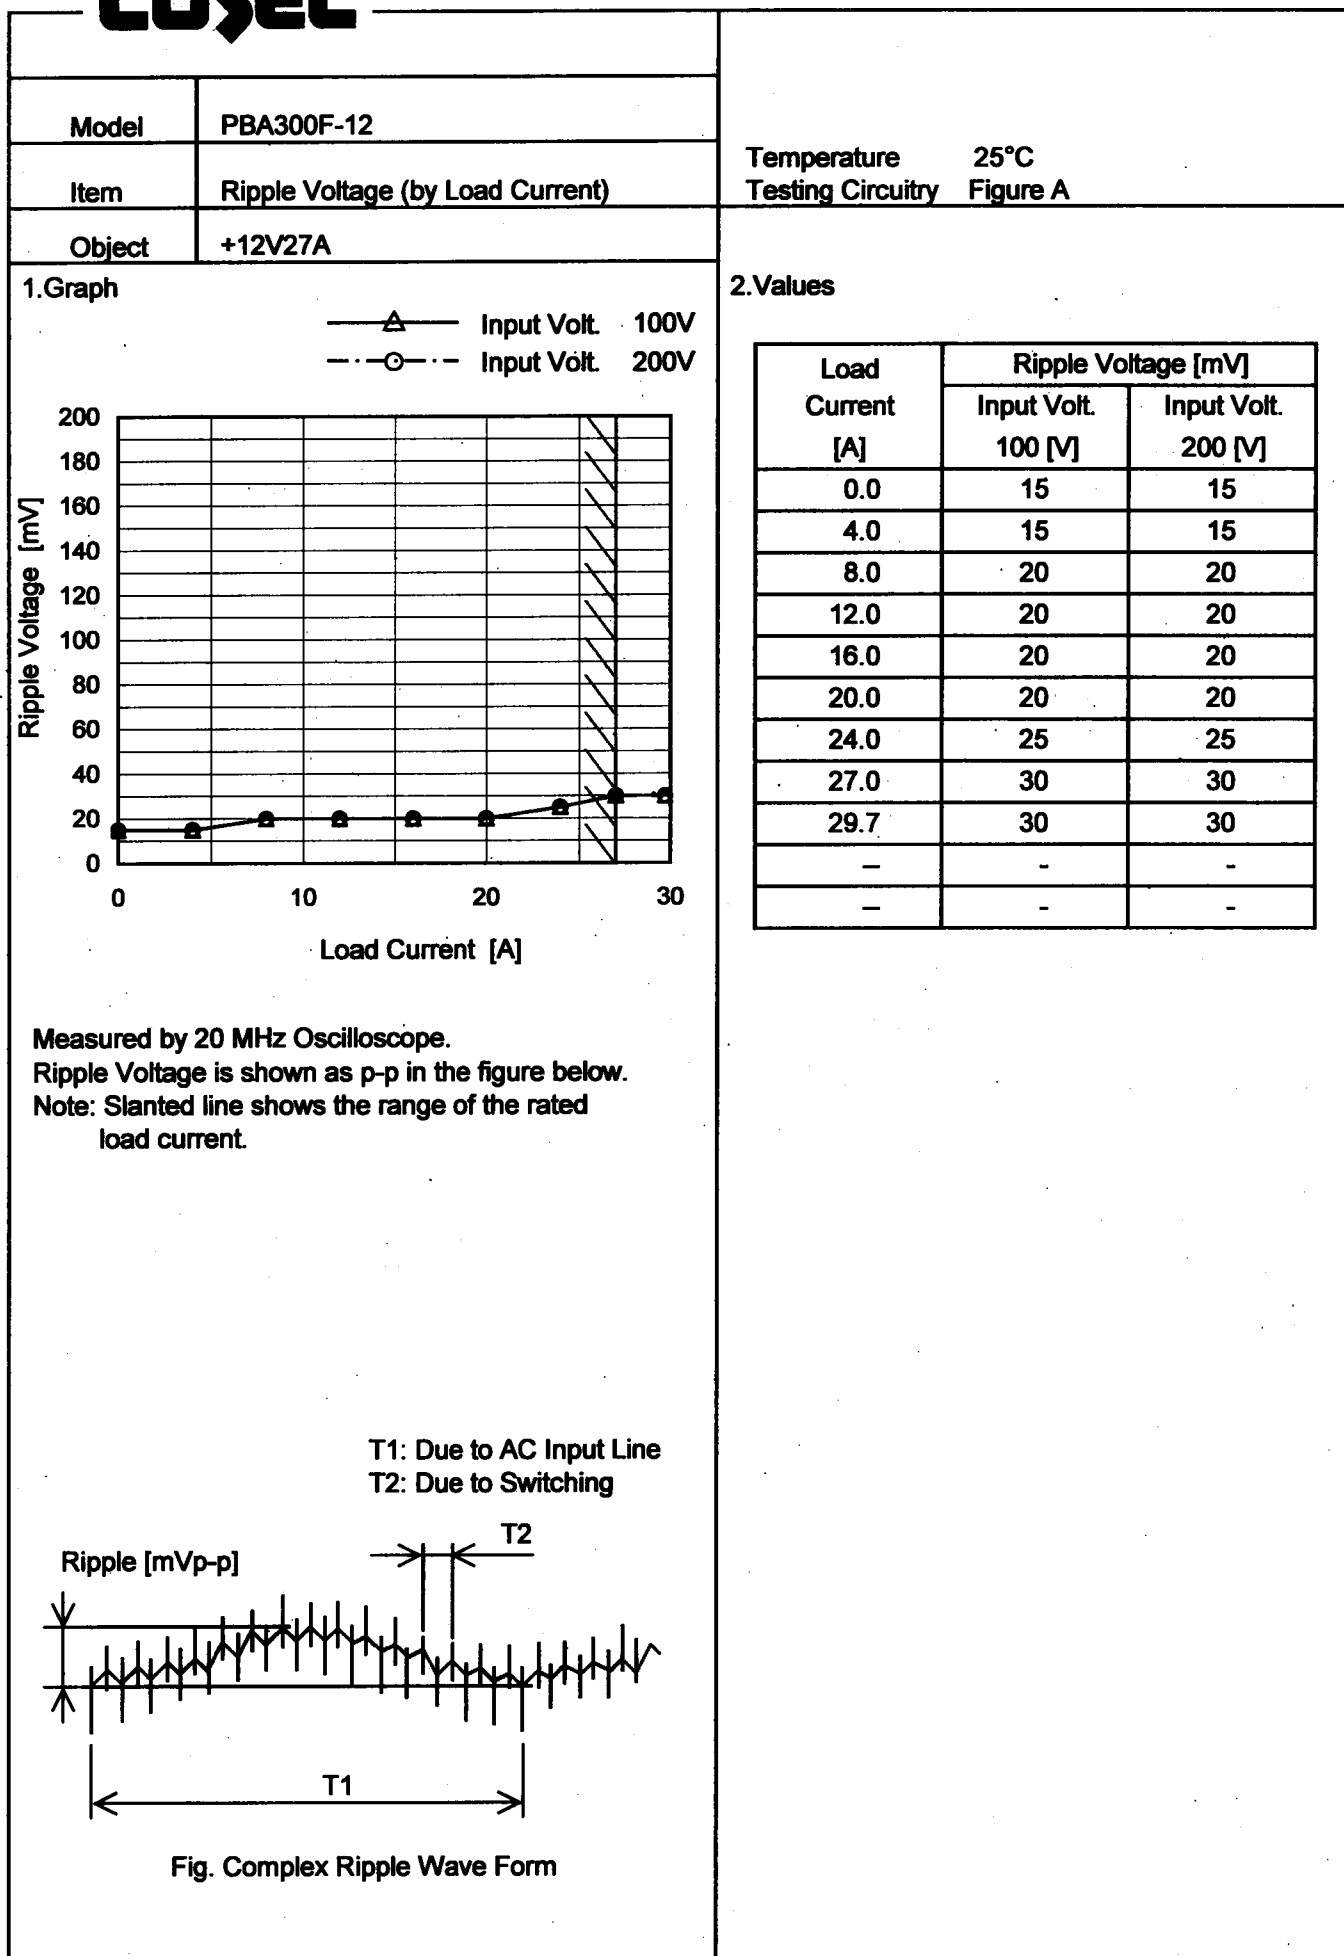 COSEL
Model PBA300F-12
Item Ripple Voltage (by Load Current)
Object +12V27A
Temperature 25°C
Testing Circuitry Figure A
1.Graph
Input Volt. 100V
Input Volt. 200V
Ripple Voltage [mV]
200
180
160
140
120
100
80
60
40
20
0
0 10 20 30
Load Current [A]
Measured by 20 MHz Oscilloscope.
Ripple Voltage is shown as p-p in the figure below.
Note: Slanted line shows the range of the rated
load current.
T1: Due to AC Input Line
T2: Due to Switching
T2
Ripple [mVp-p]
T1
Fig. Complex Ripple Wave Form
2.Values
Load Ripple Voltage [mV]
Current Input Volt. Input Volt.
[A] 100 [V] 200 [V]
0.0 15 15
4.0 15 15
8.0 20 20
12.0 20 20
16.0 20 20
20.0 20 20
24.0 25 25
27.0 30 30
29.7 30 30
– - -
– - -